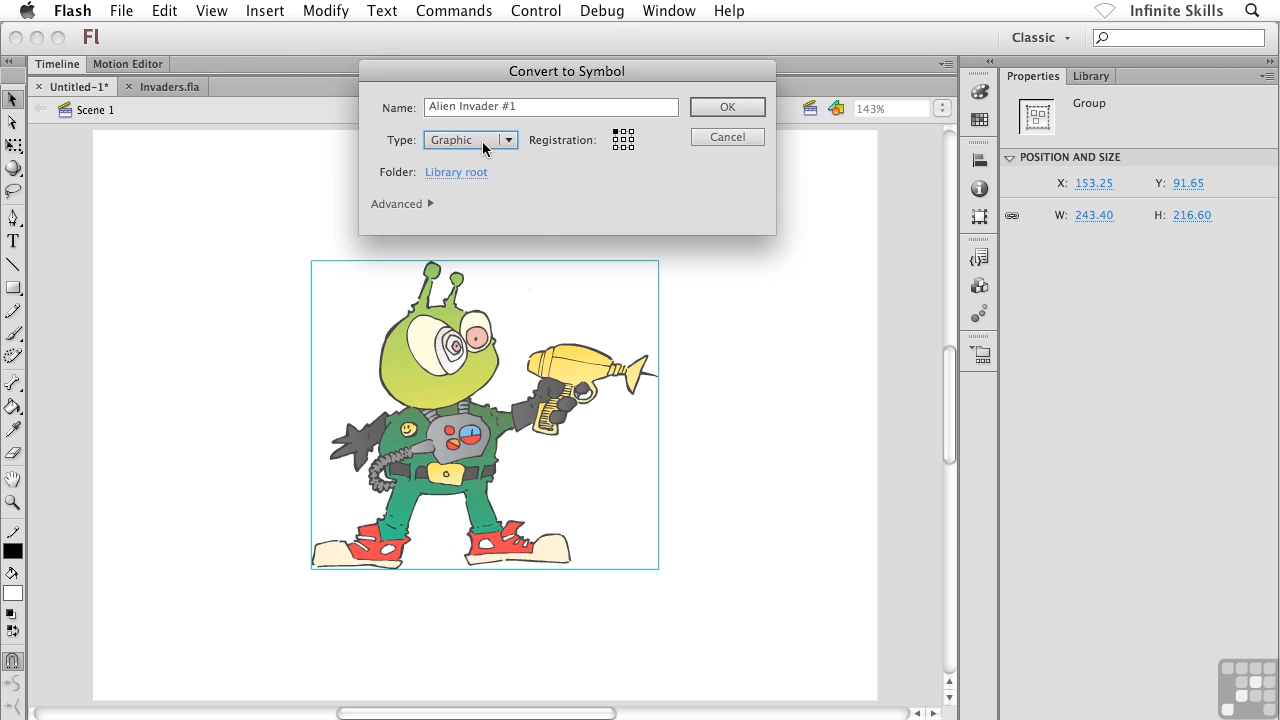 Flash File Edit View Insert Modify Text Commands Control Debug Window Help Infinite Skills
Fl Classic
Timeline Motion Editor
Untitled-1* Invaders.fla
Scene 1 143%
Convert to Symbol
Name: Alien Invader #1 OK
Type: Graphic Registration: Cancel
Folder: Library root
Advanced
Properties Library
Group
POSITION AND SIZE
X: 153.25 Y: 91.65
W: 243.40 H: 216.60